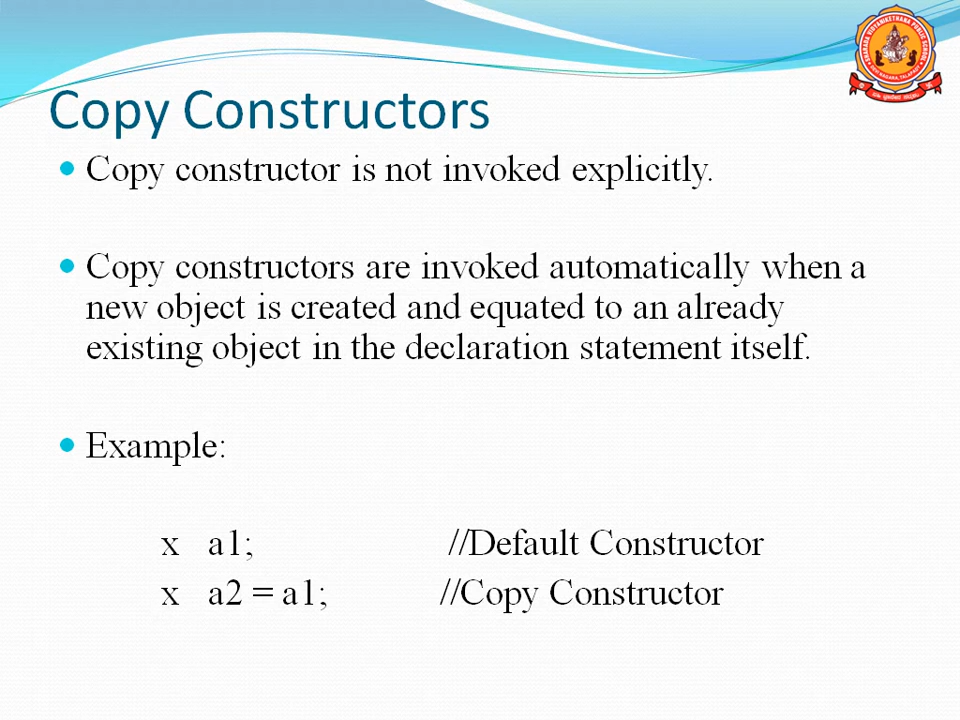 Copy Constructors
Copy constructor is not invoked explicitly.
Copy constructors are invoked automatically when a
new object is created and equated to an already
existing object in the declaration statement itself.
Example:
x a1; //Default Constructor
x a2 = a1; //Copy Constructor